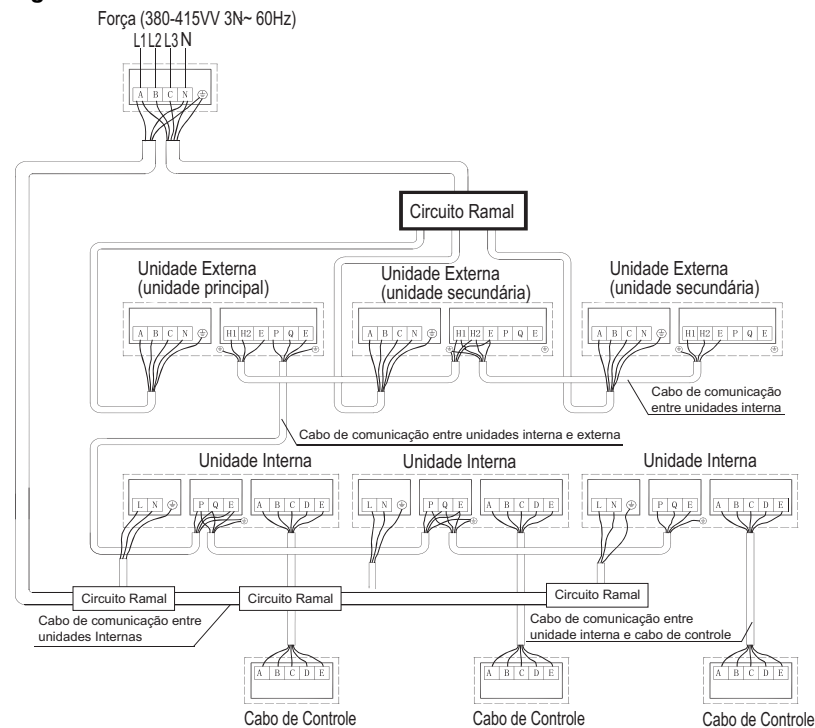 Força (380-415VV 3N~ 60Hz)
L1 L2 L3 N
A B C N
Circuito Ramal
Unidade Externa
(unidade principal)
Unidade Externa
(unidade secundária)
Unidade Externa
(unidade secundária)
A B C N
H1 H2 E P Q E
A B C N
H1 H2 E P Q E
A B C N
H1 H2 E P Q E
Cabo de comunicação
entre unidades interna
Cabo de comunicação entre unidades interna e externa
Unidade Interna
Unidade Interna
Unidade Interna
L N
P Q E
A B C D E
L N
P Q E
A B C D E
L N
P Q E
A B C D E
Circuito Ramal
Circuito Ramal
Circuito Ramal
Cabo de comunicação entre
unidades Internas
Cabo de comunicação entre
unidade interna e cabo de controle
A B C D E
A B C D E
A B C D E
Cabo de Controle
Cabo de Controle
Cabo de Controle